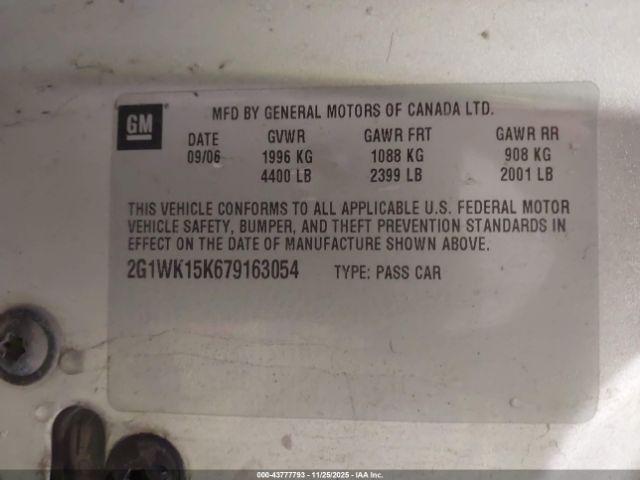 GM
MFD BY GENERAL MOTORS OF CANADA LTD.
DATE GVWR GAWR FRT GAWR RR
09/06 1996 KG 1088 KG 908 KG
4400 LB 2399 LB 2001 LB
THIS VEHICLE CONFORMS TO ALL APPLICABLE U.S. FEDERAL MOTOR
VEHICLE SAFETY, BUMPER, AND THEFT PREVENTION STANDARDS IN
EFFECT ON THE DATE OF MANUFACTURE SHOWN ABOVE.
2G1WK15K679163054 TYPE: PASS CAR
000-43777793 - 11/25/2025 - IAA Inc.